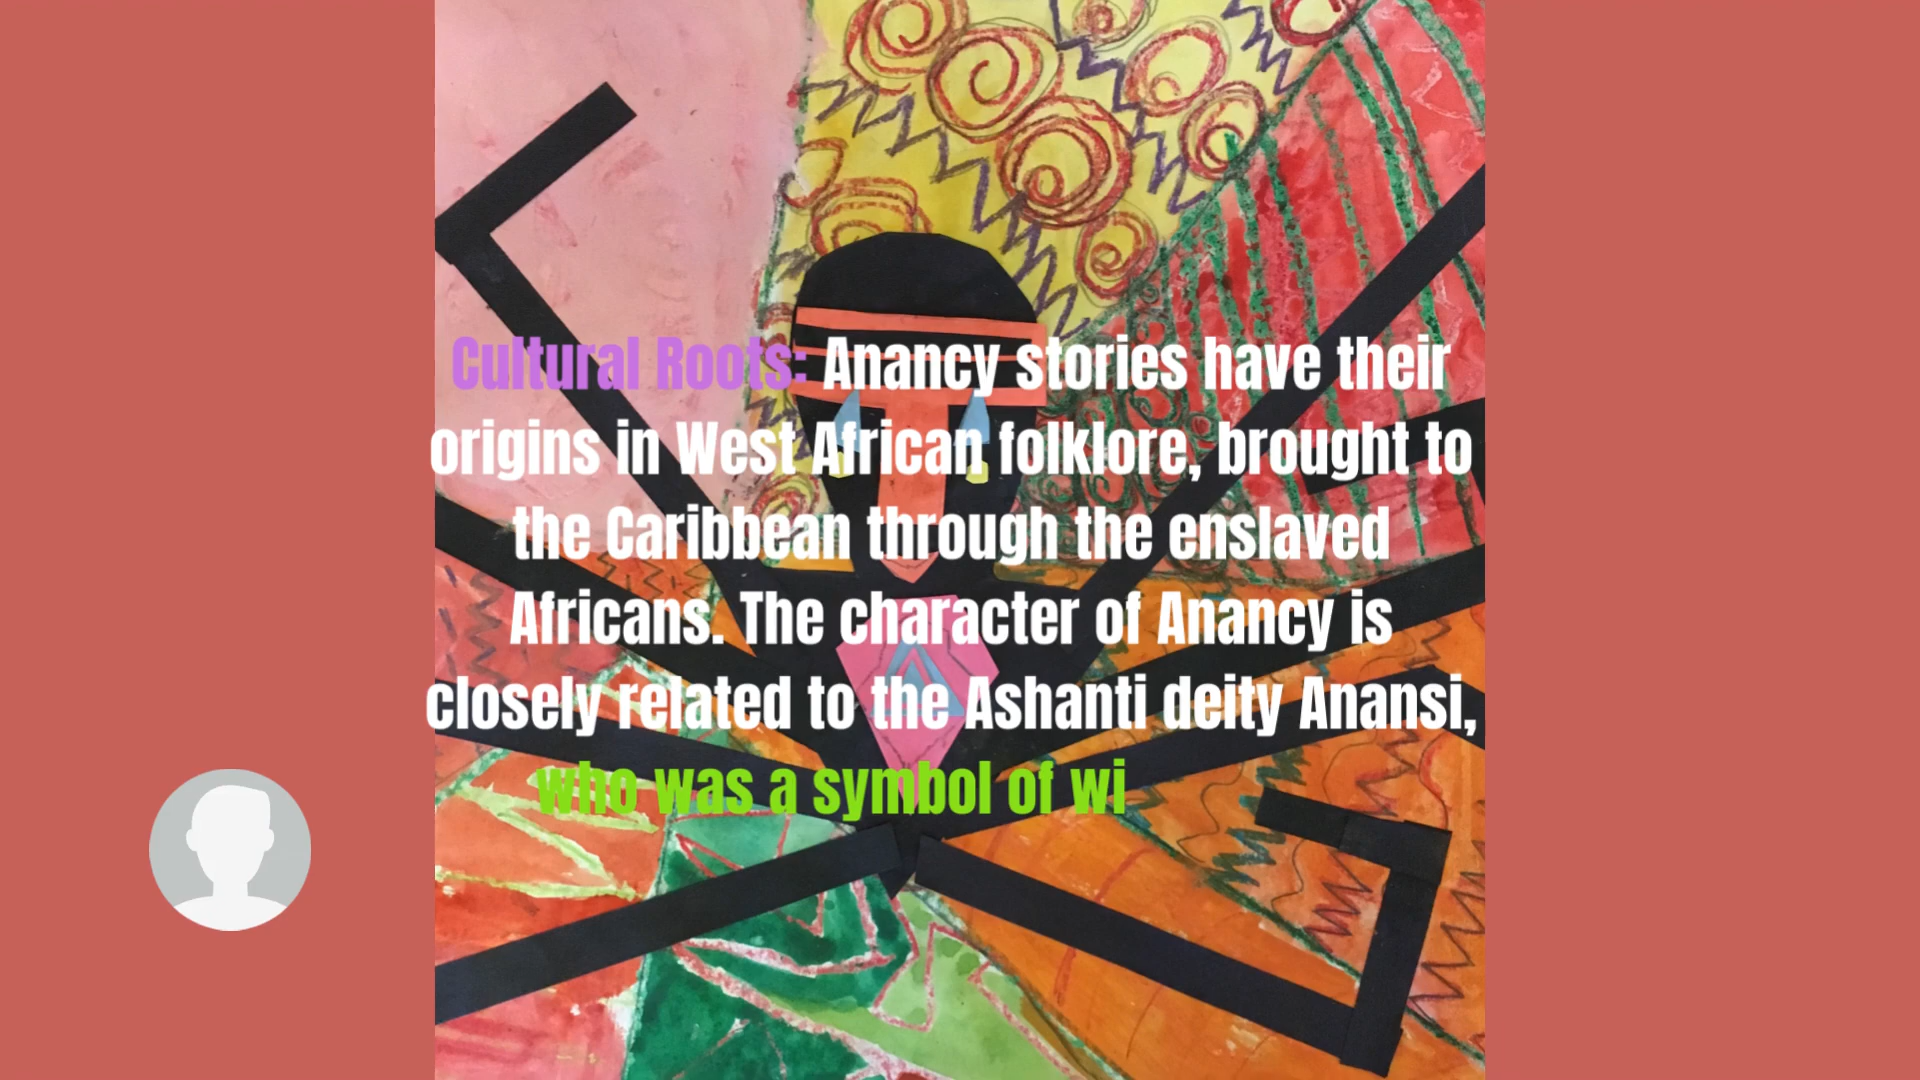 Cultural Roots: Anancy stories have their
origins in West African folklore, brought to
the Caribbean through the enslaved
Africans. The character of Anancy is
closely related to the Ashanti deity Anansi,
who was a symbol of wi